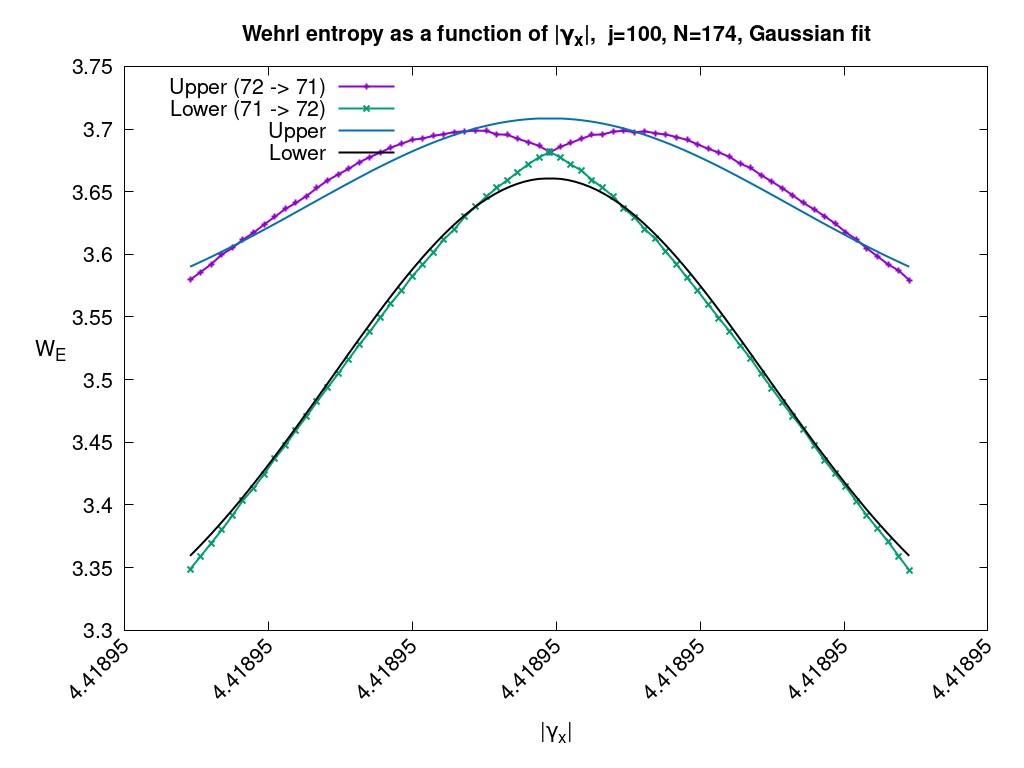 Wehrl entropy as a function of |γx|,  j=100, N=174, Gaussian fit
Upper (72 -> 71)
Lower (71 -> 72)
Upper
Lower
3.75
3.7
3.65
3.6
3.55
3.5
3.45
3.4
3.35
3.3
WE
4.41895
4.41895
4.41895
4.41895
4.41895
4.41895
4.41895
|γx|